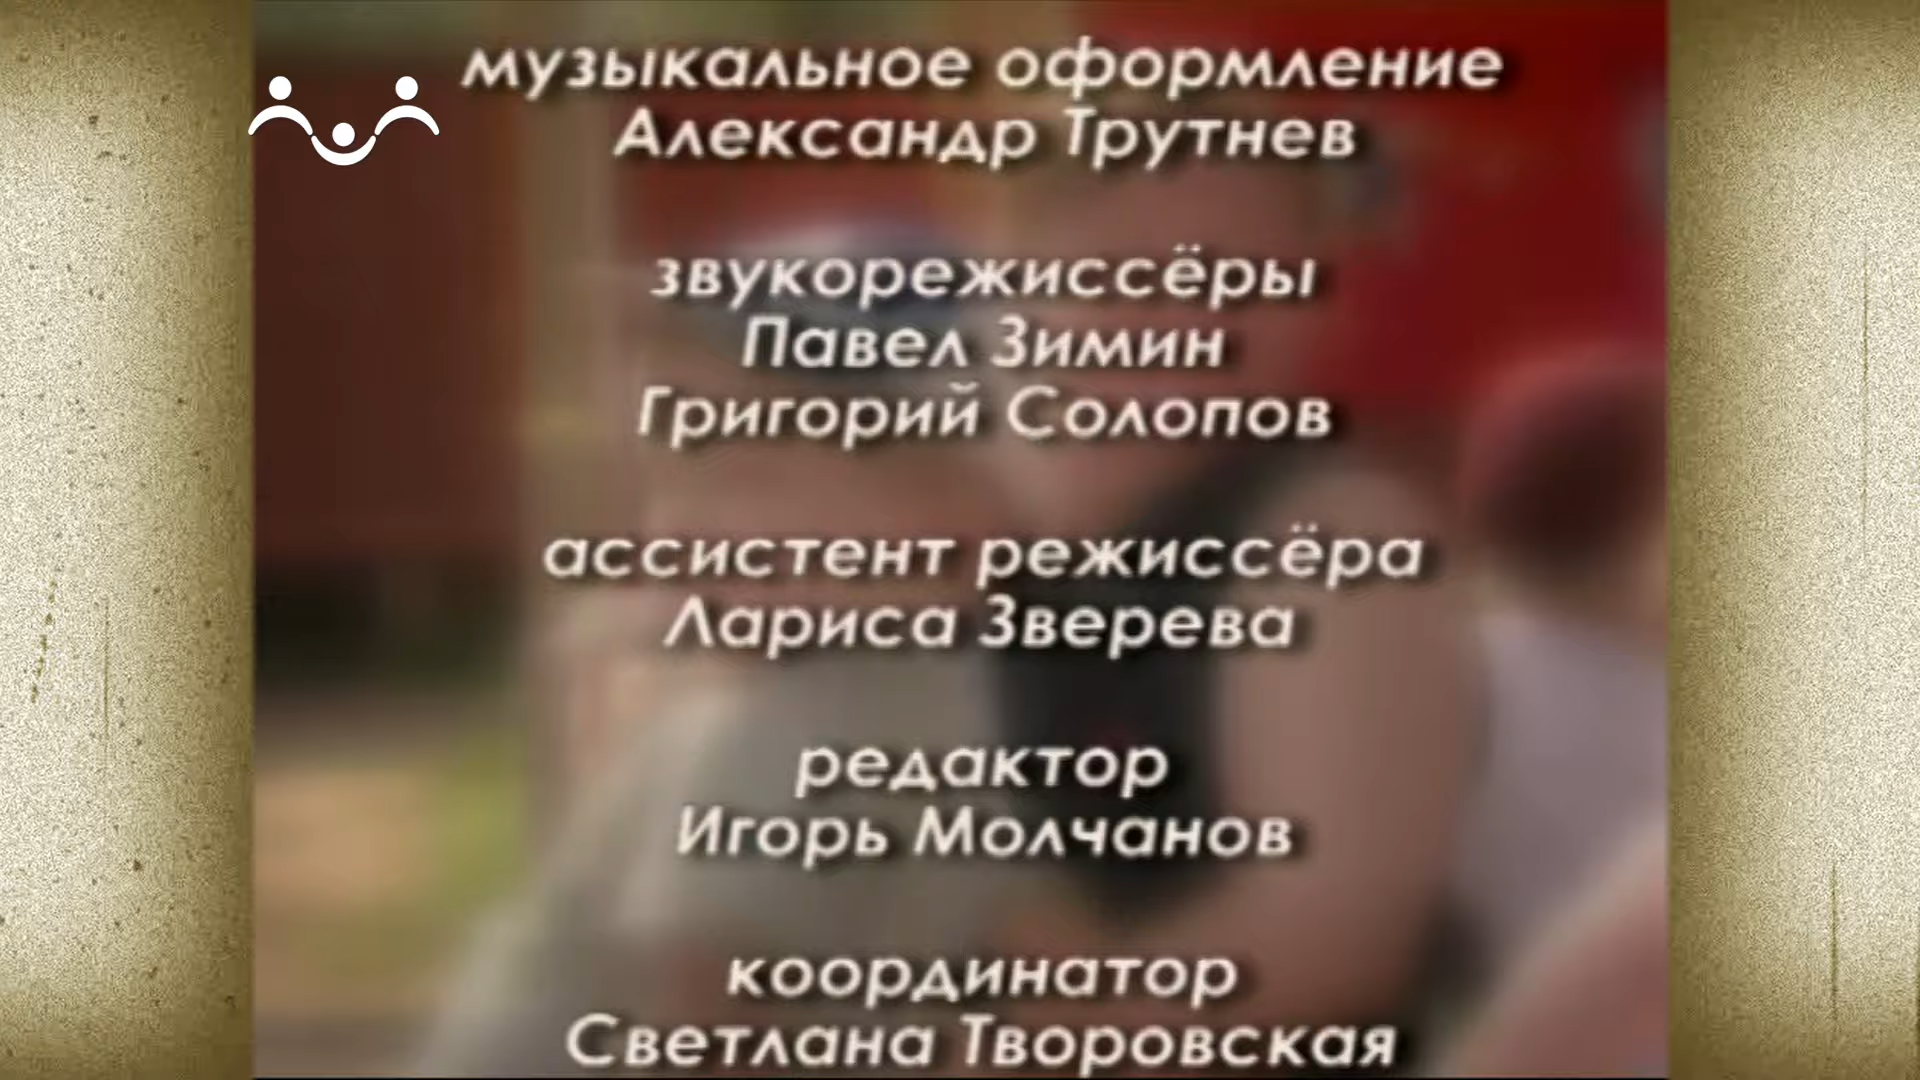 музыкальное оформление
Александр Трутнев
звукорежиссёры
Павел Зимин
Григорий Солопов
ассистент режиссёра
Лариса Зверева
редактор
Игорь Молчанов
координатор
Светлана Творовская